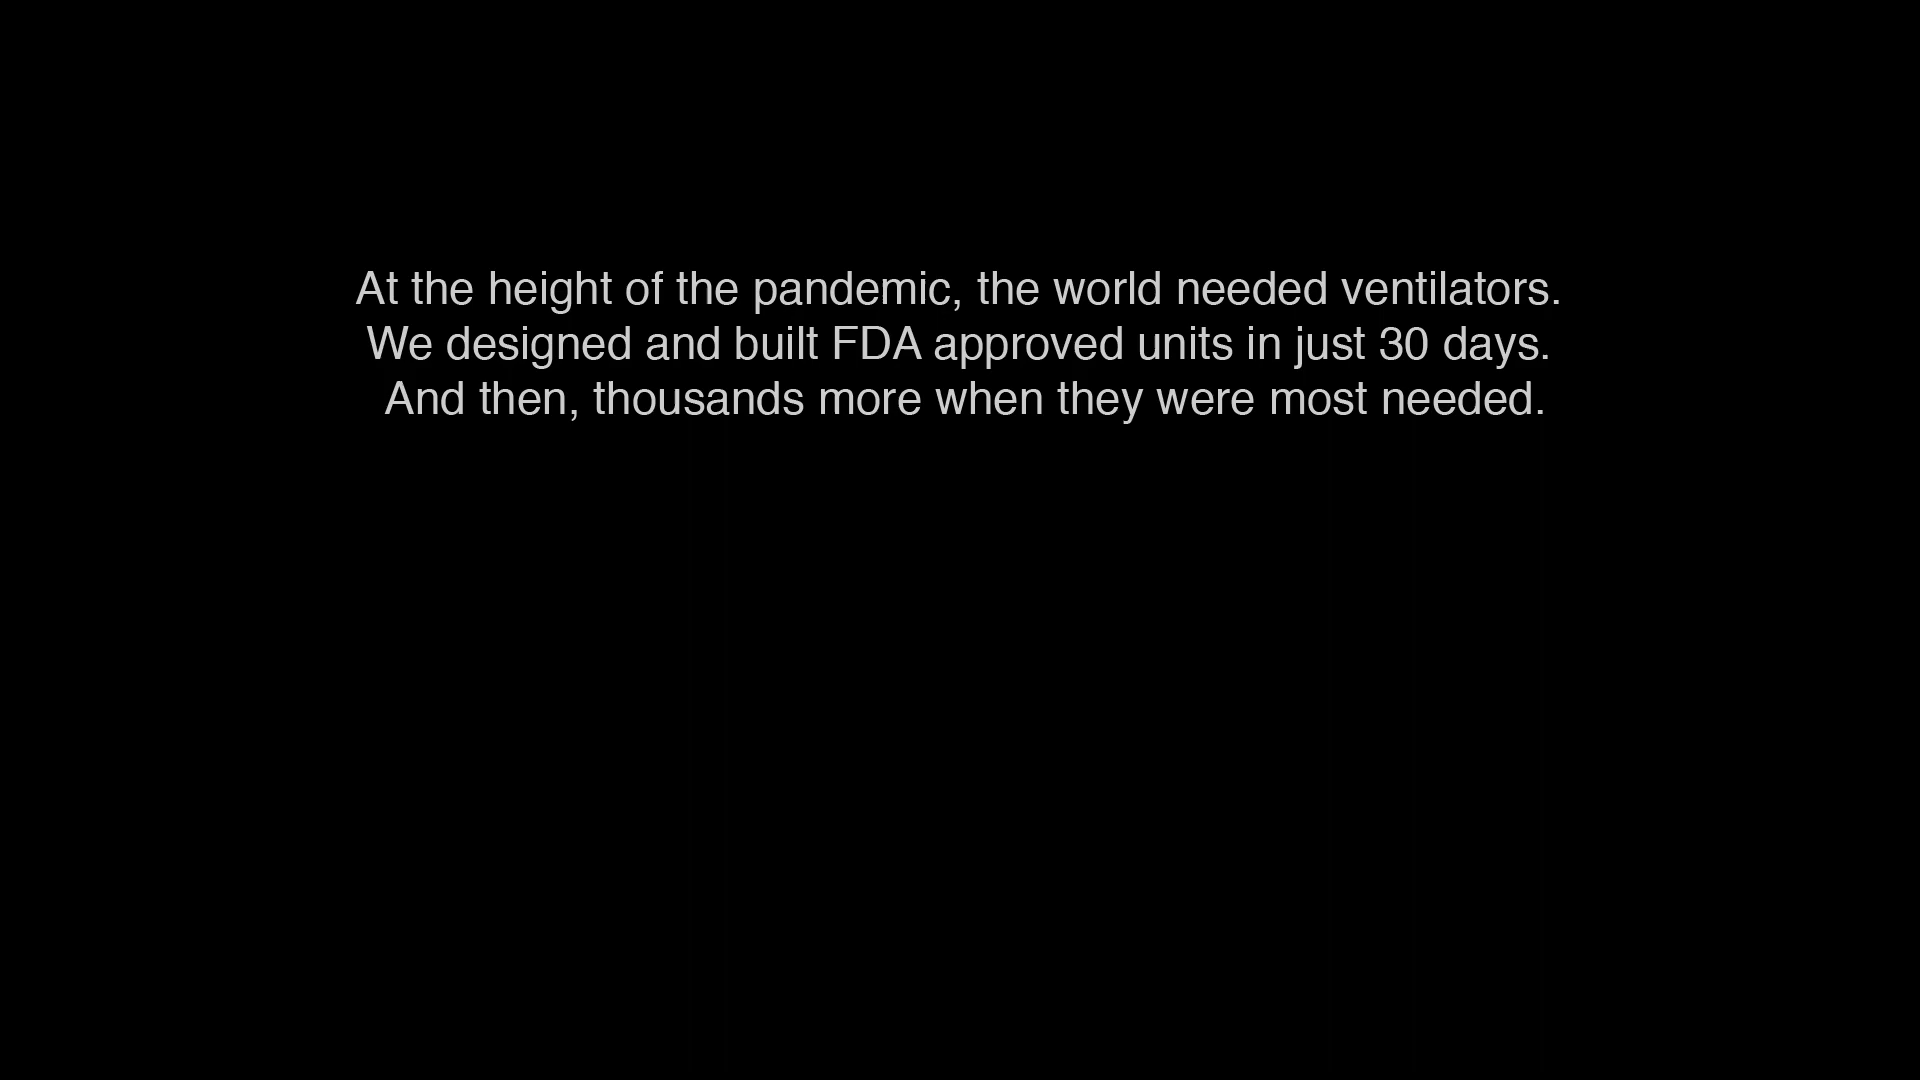 At the height of the pandemic, the world needed ventilators.
We designed and built FDA approved units in just 30 days.
And then, thousands more when they were most needed.